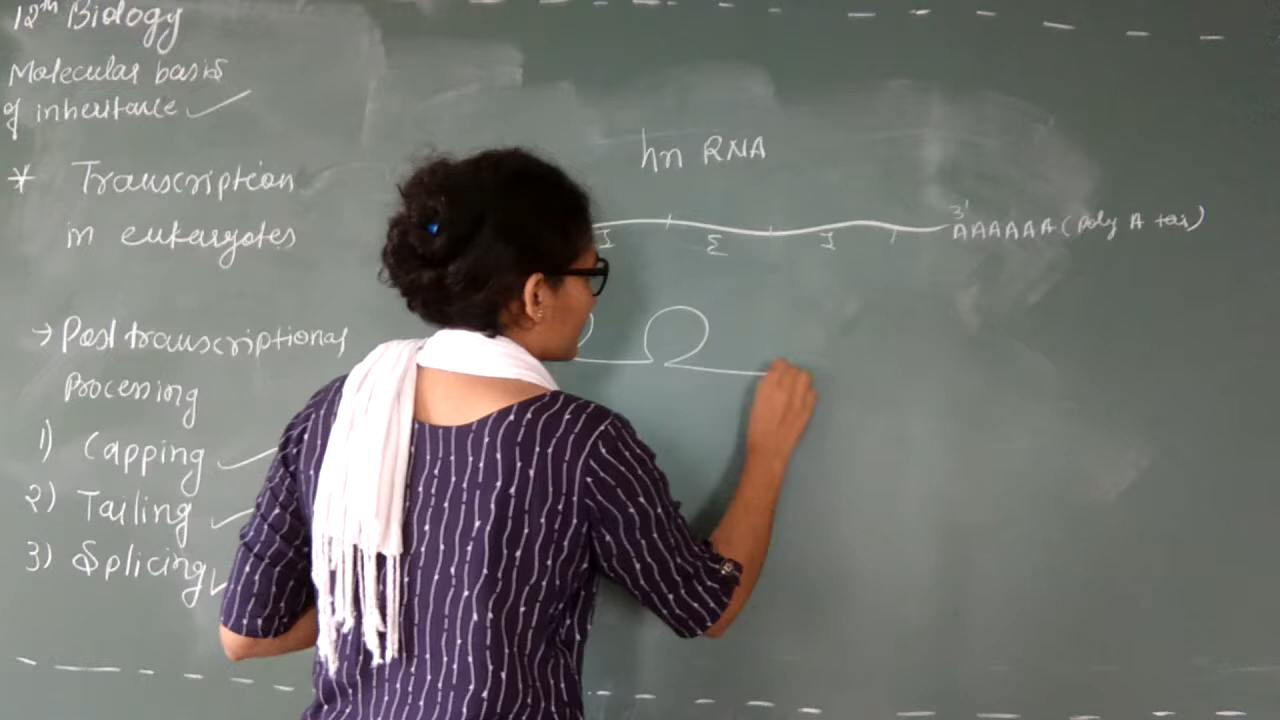 12th Biology
Molecular basis
of inheritance
* Transcription
in eukaryotes
→ Post transcriptional
Processing
1) Capping
2) Tailing
3) Splicing
hn RNA
I E I
3'
AAAAAA (Poly A